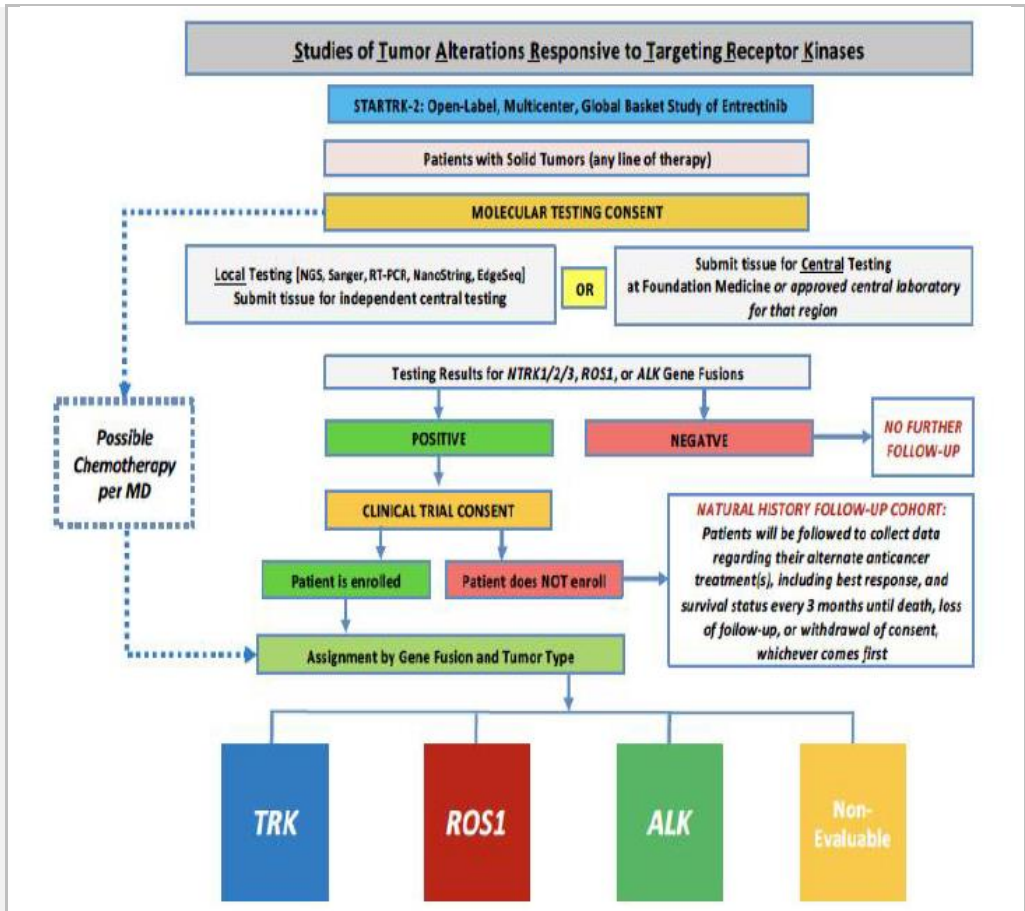 Studies of Tumor Alterations Responsive to Targeting Receptor Kinases
STARTRK-2: Open-Label, Multicenter, Global Basket Study of Entrectinib
Patients with Solid Tumors (any line of therapy)
MOLECULAR TESTING CONSENT
Local Testing [NGS, Sanger, RT-PCR, NanoString, EdgeSeq]
Submit tissue for independent central testing
OR
Submit tissue for Central Testing
at Foundation Medicine or approved central laboratory
for that region
Testing Results for NTRK1/2/3, ROS1, or ALK Gene Fusions
POSITIVE
NEGATVE
NO FURTHER
FOLLOW-UP
Possible
Chemotherapy
per MD
CLINICAL TRIAL CONSENT
Patient is enrolled
Patient does NOT enroll
NATURAL HISTORY FOLLOW-UP COHORT:
Patients will be followed to collect data
regarding their alternate anticancer
treatment(s), including best response, and
survival status every 3 months until death, loss
of follow-up, or withdrawal of consent,
whichever comes first
Assignment by Gene Fusion and Tumor Type
TRK
ROS1
ALK
Non-
Evaluable